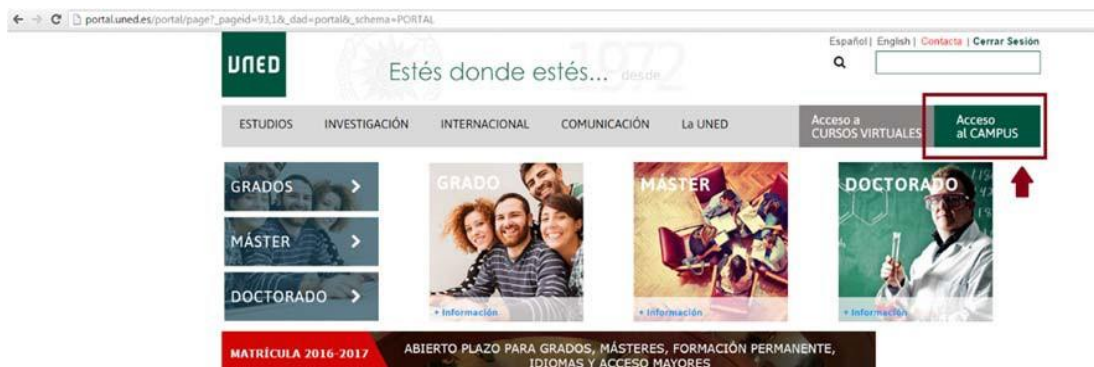 portal.uned.es/portal/page?_pageid=93,1&_dad=portal&_schema=PORTAL
Español | English | Contacta | Cerrar Sesión
UNED
Estés donde estés... desde 1972
ESTUDIOS INVESTIGACIÓN INTERNACIONAL COMUNICACIÓN La UNED
Acceso a
CURSOS VIRTUALES
Acceso
al CAMPUS
GRADOS
MÁSTER
DOCTORADO
GRADO
+ Información
MÁSTER
+ Información
DOCTORADO
+ Información
MATRÍCULA 2016-2017
ABIERTO PLAZO PARA GRADOS, MÁSTERES, FORMACIÓN PERMANENTE,
IDIOMAS Y ACCESO MAYORES